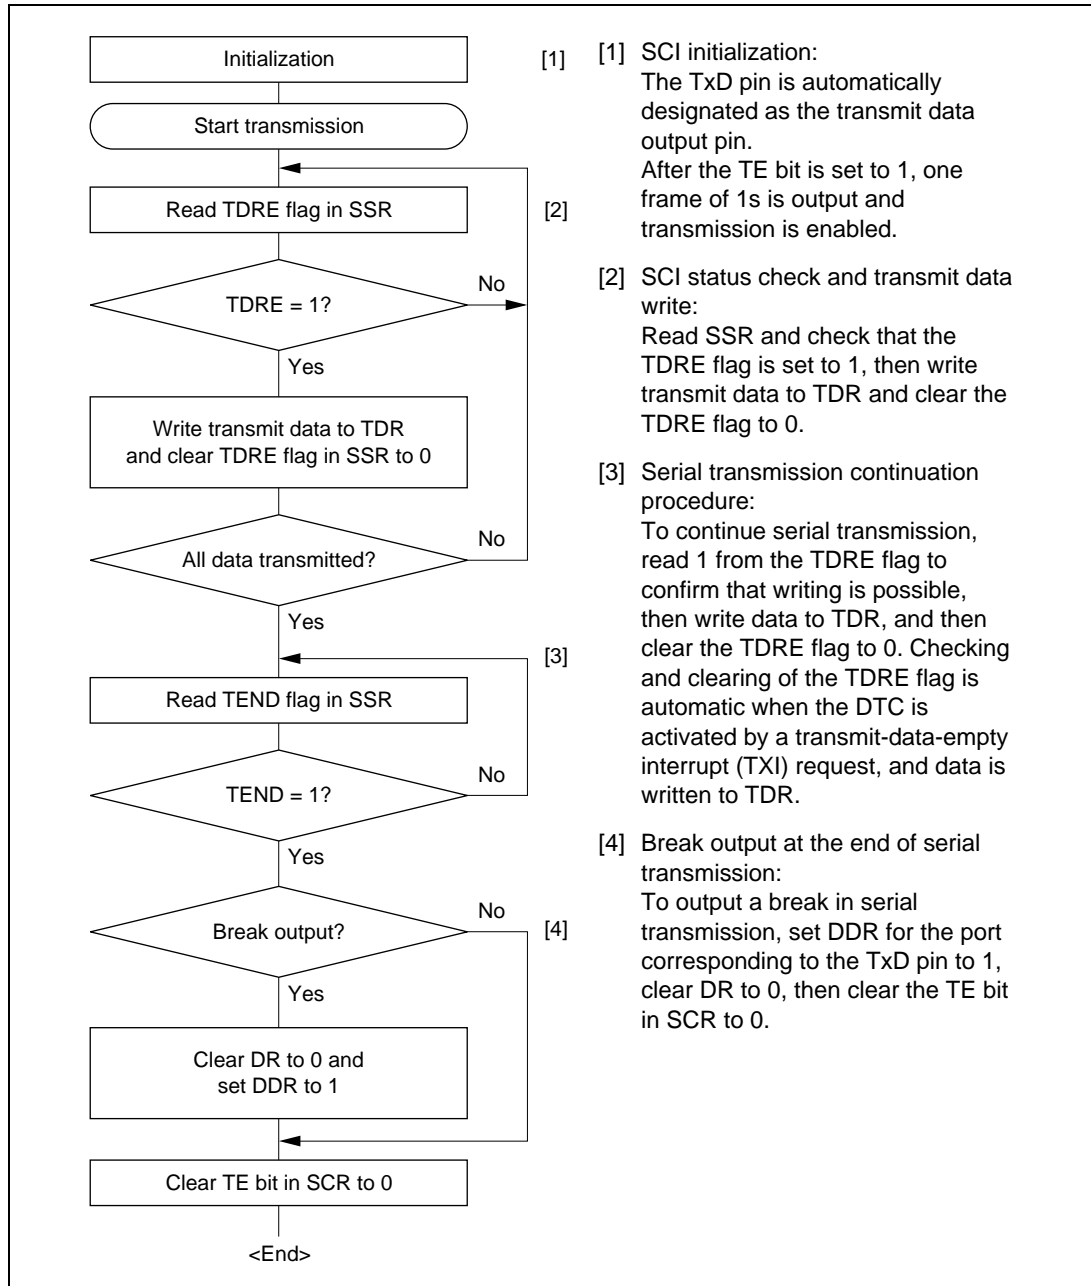 Initialization
[1]
Start transmission
Read TDRE flag in SSR
[2]
TDRE = 1?
No
Yes
Write transmit data to TDR
and clear TDRE flag in SSR to 0
All data transmitted?
No
Yes
[3]
Read TEND flag in SSR
TEND = 1?
No
Yes
Break output?
No
[4]
Yes
Clear DR to 0 and
set DDR to 1
Clear TE bit in SCR to 0
<End>
[1] SCI initialization:
The TxD pin is automatically
designated as the transmit data
output pin.
After the TE bit is set to 1, one
frame of 1s is output and
transmission is enabled.
[2] SCI status check and transmit data
write:
Read SSR and check that the
TDRE flag is set to 1, then write
transmit data to TDR and clear the
TDRE flag to 0.
[3] Serial transmission continuation
procedure:
To continue serial transmission,
read 1 from the TDRE flag to
confirm that writing is possible,
then write data to TDR, and then
clear the TDRE flag to 0. Checking
and clearing of the TDRE flag is
automatic when the DTC is
activated by a transmit-data-empty
interrupt (TXI) request, and data is
written to TDR.
[4] Break output at the end of serial
transmission:
To output a break in serial
transmission, set DDR for the port
corresponding to the TxD pin to 1,
clear DR to 0, then clear the TE bit
in SCR to 0.